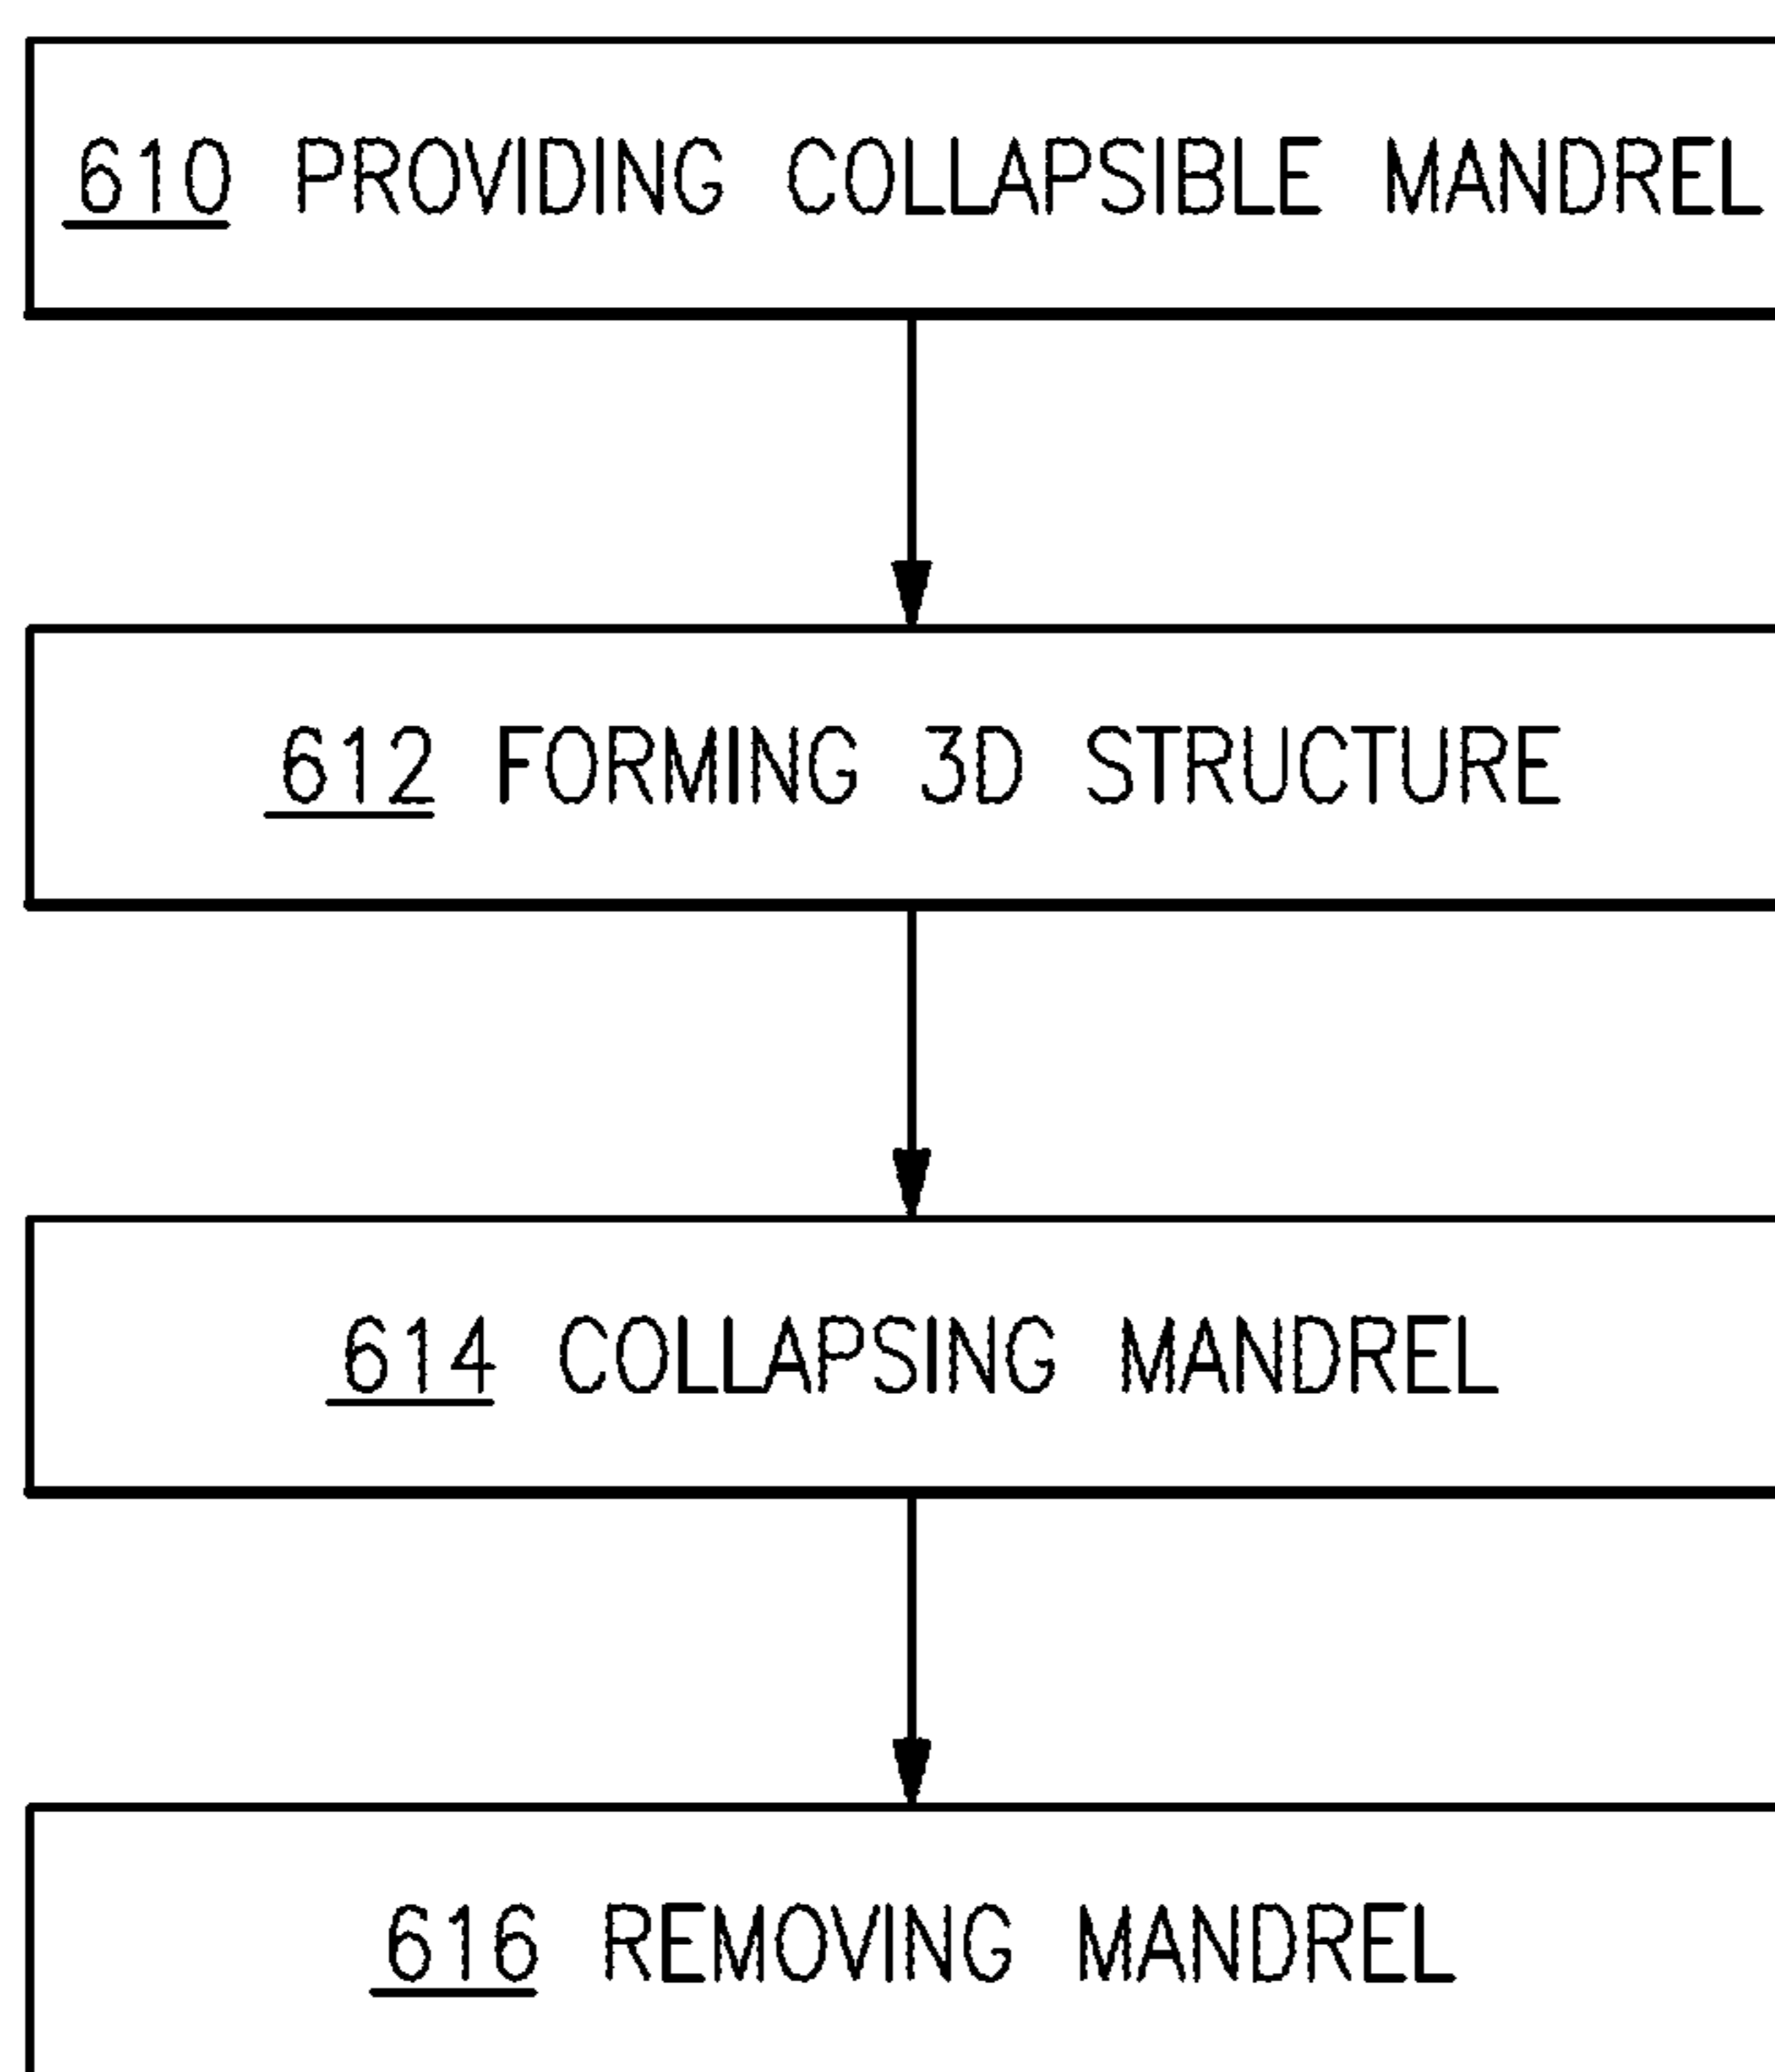 610 PROVIDING COLLAPSIBLE MANDREL
612 FORMING 3D STRUCTURE
614 COLLAPSING MANDREL
616 REMOVING MANDREL